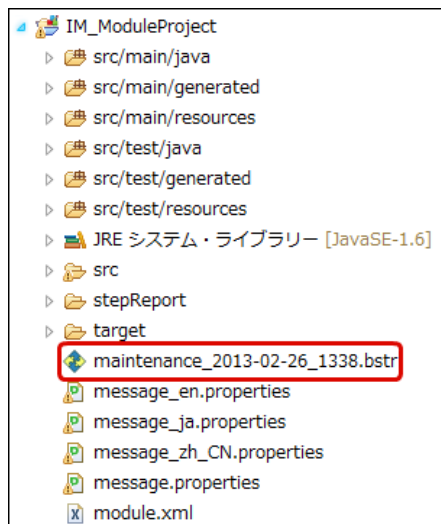 IM_ModuleProject
src/main/java
src/main/generated
src/main/resources
src/test/java
src/test/generated
src/test/resources
JRE システム・ライブラリー [JavaSE-1.6]
src
stepReport
target
maintenance_2013-02-26_1338.bstr
message_en.properties
message_ja.properties
message_zh_CN.properties
message.properties
module.xml